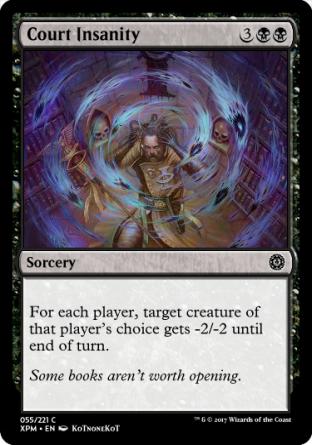 Court Insanity 3
Sorcery
For each player, target creature of
that player's choice gets -2/-2 until
end of turn.
Some books aren't worth opening.
055/221 C
XPM • EN KoTnoneKoT
™ & © 2017 Wizards of the Coast